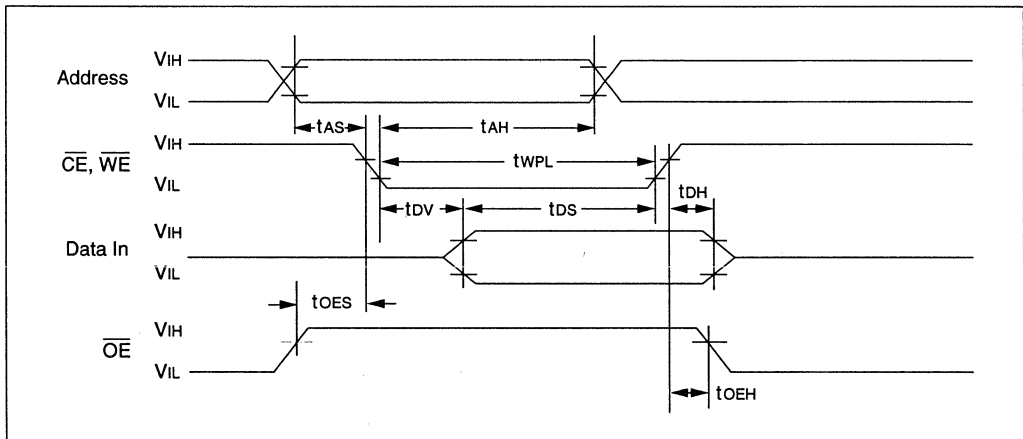 Address
VIH
VIL
tAS
tAH
CE, WE
VIH
VIL
tWPL
tDH
tDV
tDS
Data In
VIH
VIL
tOES
OE
VIH
VIL
tOEH